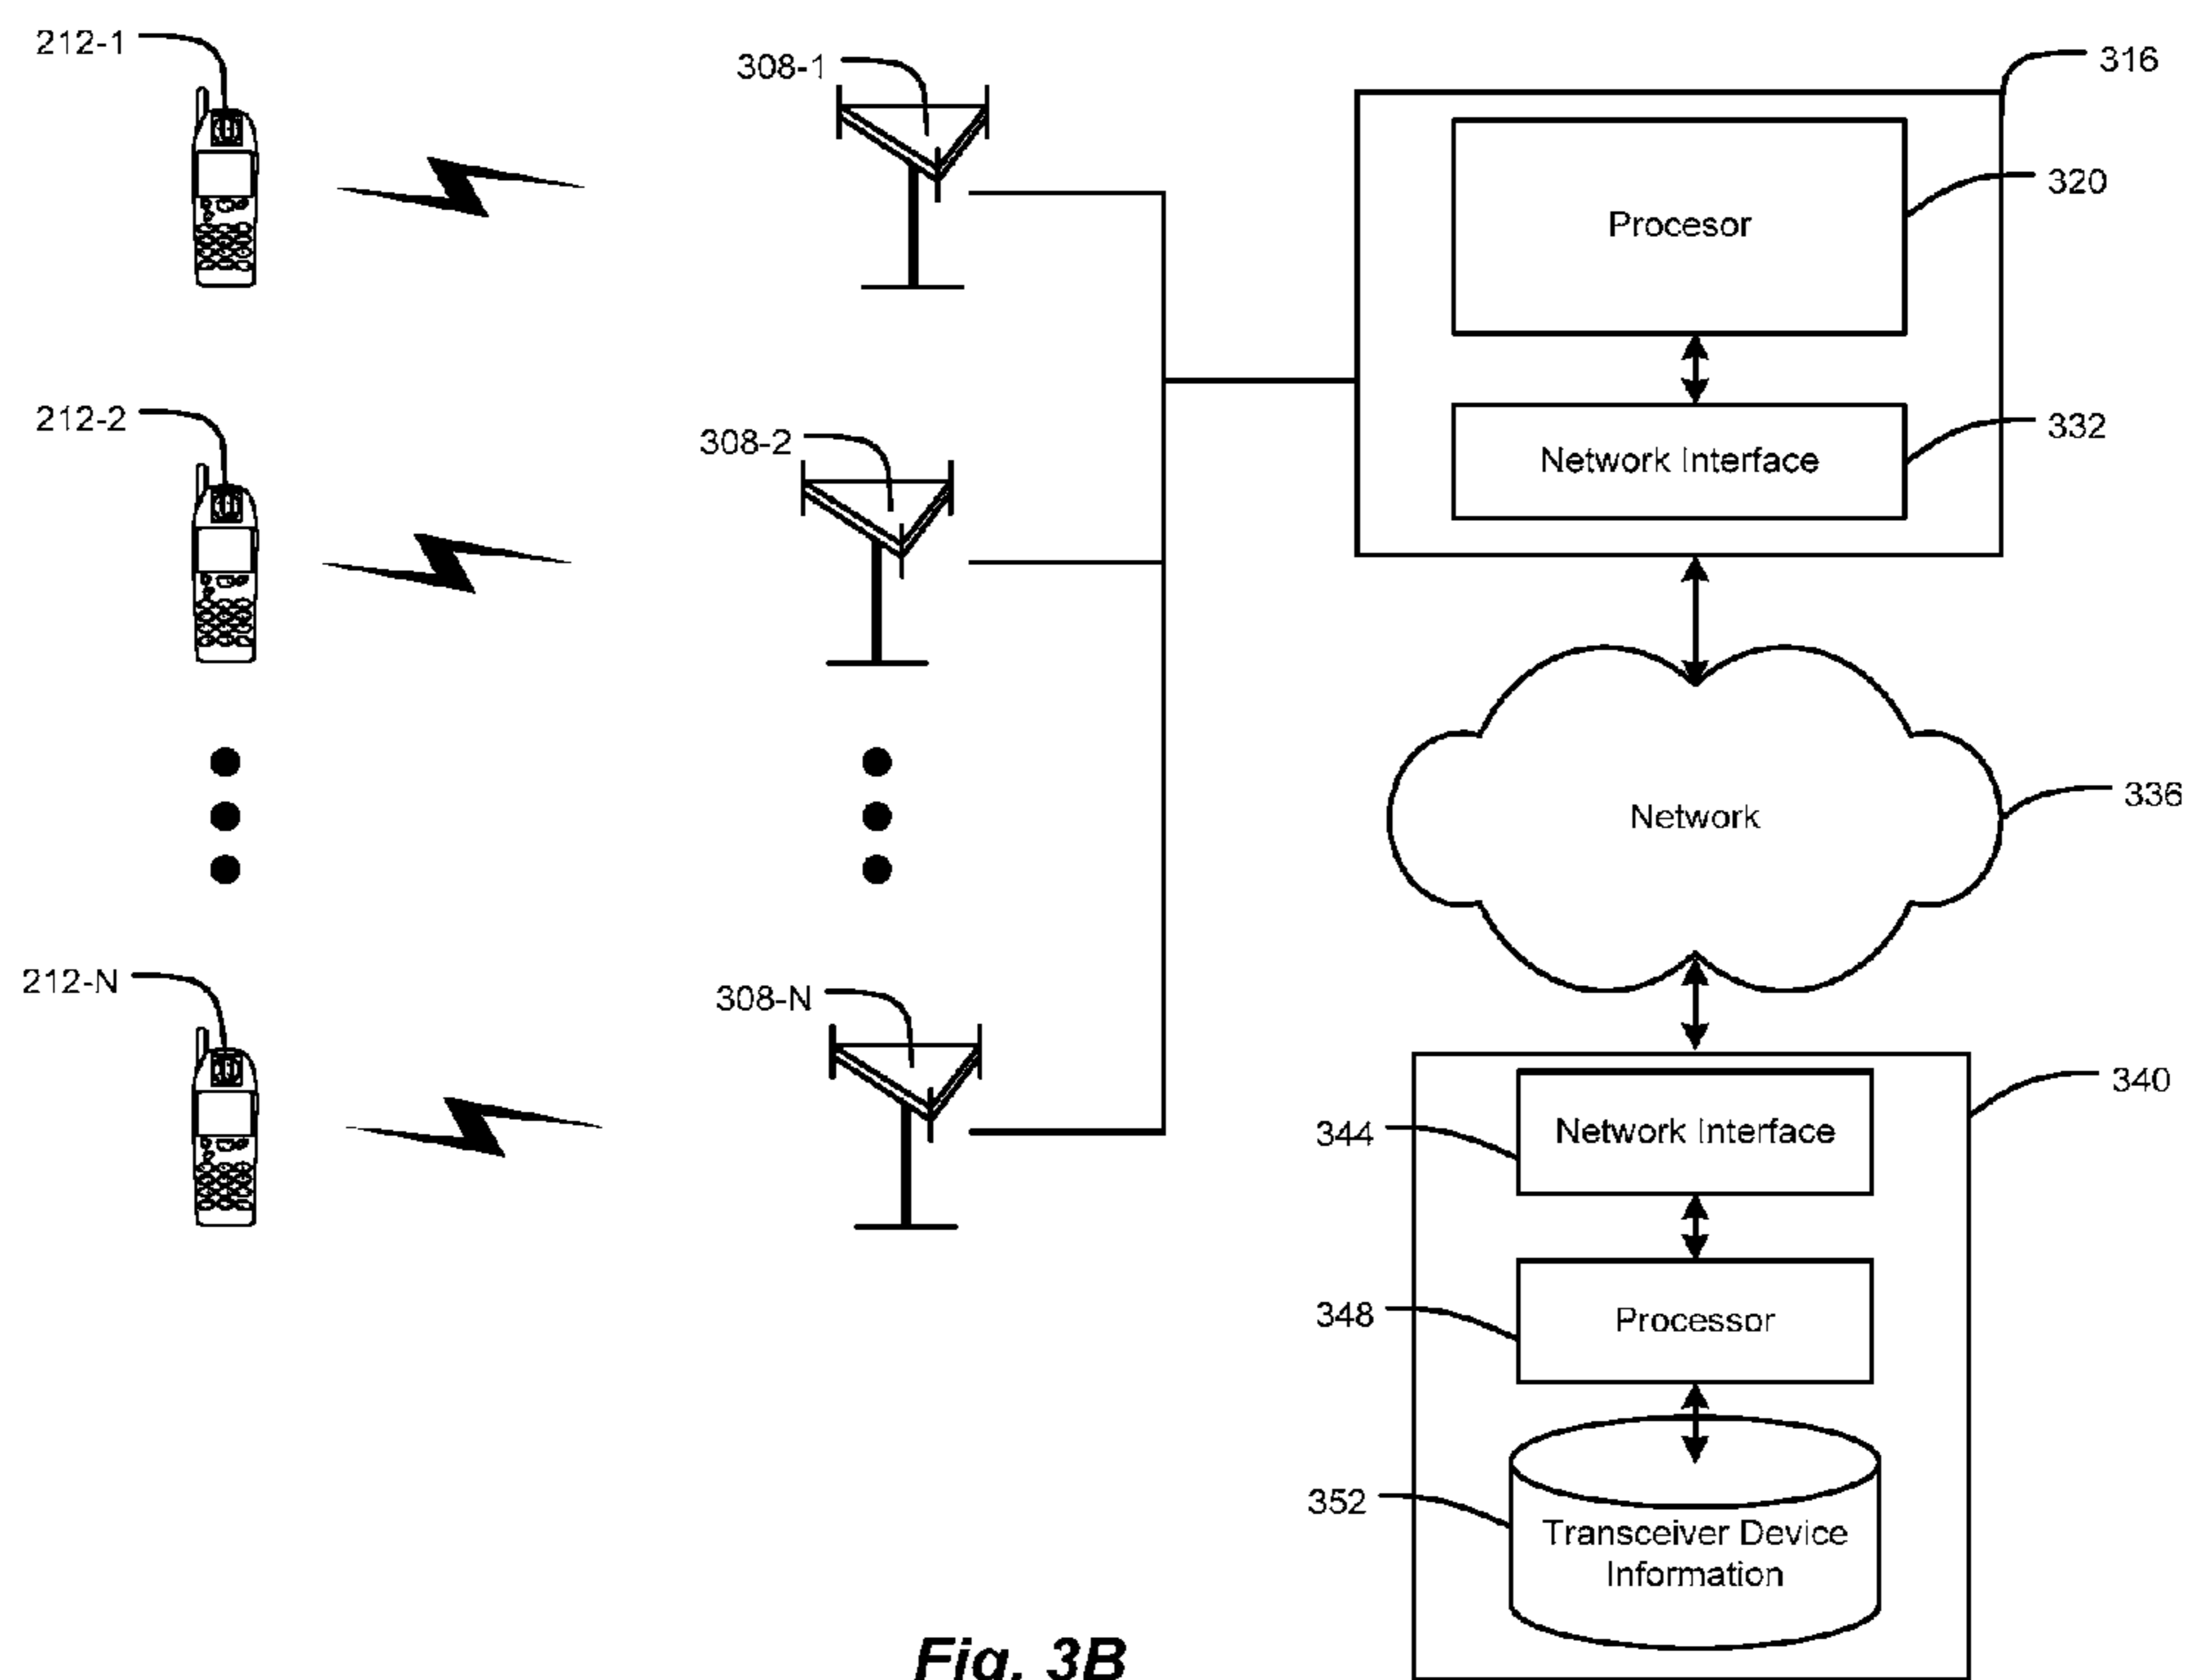 212-1
308-1
316
Procesor
320
212-2
308-2
Network Interface
332
Network
336
212-N
308-N
340
344
Network Interface
348
Processor
352
Transceiver Device
Information
Fig. 3B